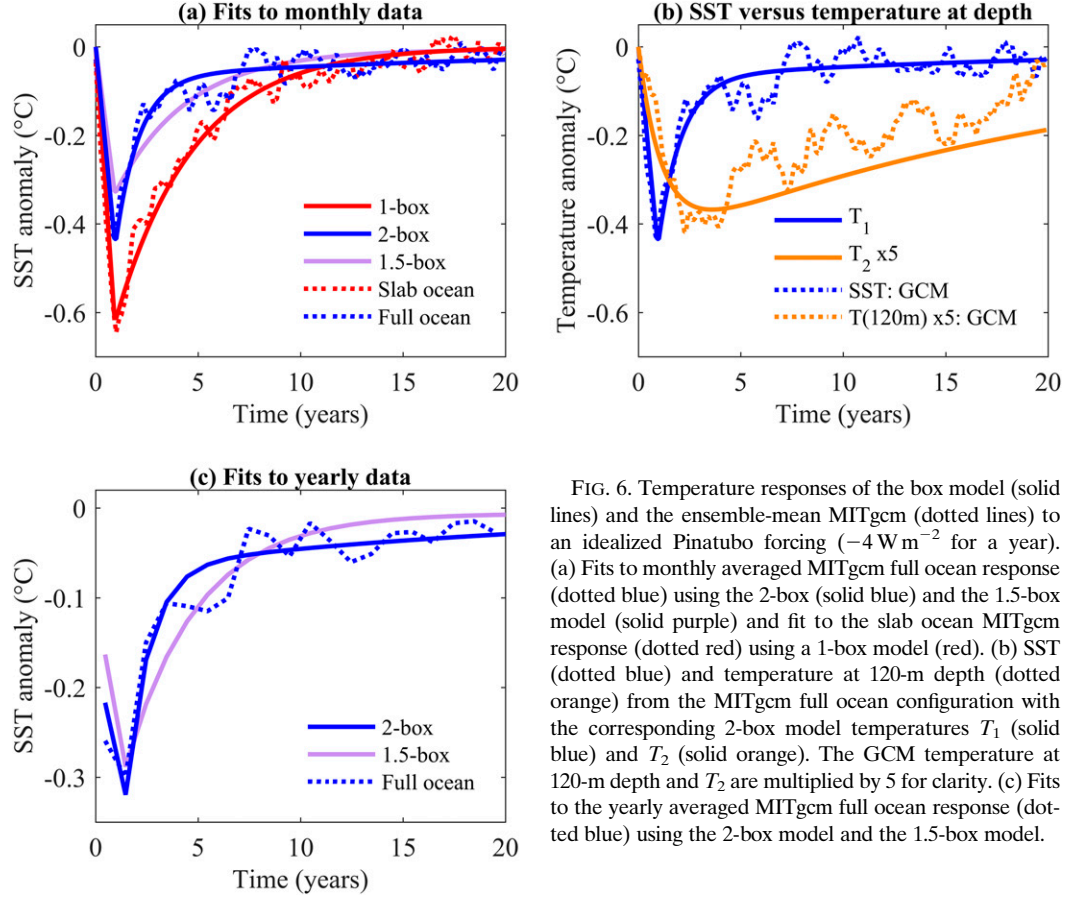 (a) Fits to monthly data
0
-0.2
-0.4
-0.6
SST anomaly (°C)
1-box
2-box
1.5-box
Slab ocean
Full ocean
0
5
10
15
20
Time (years)
(b) SST versus temperature at depth
0
-0.2
-0.4
-0.6
Temperature anomaly (°C)
T1
T2 x5
SST: GCM
T(120m) x5: GCM
0
5
10
15
20
Time (years)
(c) Fits to yearly data
0
-0.1
-0.2
-0.3
SST anomaly (°C)
2-box
1.5-box
Full ocean
0
5
10
15
20
Time (years)
FIG. 6. Temperature responses of the box model (solid
lines) and the ensemble-mean MITgcm (dotted lines) to
an idealized Pinatubo forcing (−4 W m−2 for a year).
(a) Fits to monthly averaged MITgcm full ocean response
(dotted blue) using the 2-box (solid blue) and the 1.5-box
model (solid purple) and fit to the slab ocean MITgcm
response (dotted red) using a 1-box model (red). (b) SST
(dotted blue) and temperature at 120-m depth (dotted
orange) from the MITgcm full ocean configuration with
the corresponding 2-box model temperatures T1 (solid
blue) and T2 (solid orange). The GCM temperature at
120-m depth and T2 are multiplied by 5 for clarity. (c) Fits
to the yearly averaged MITgcm full ocean response (dot-
ted blue) using the 2-box model and the 1.5-box model.